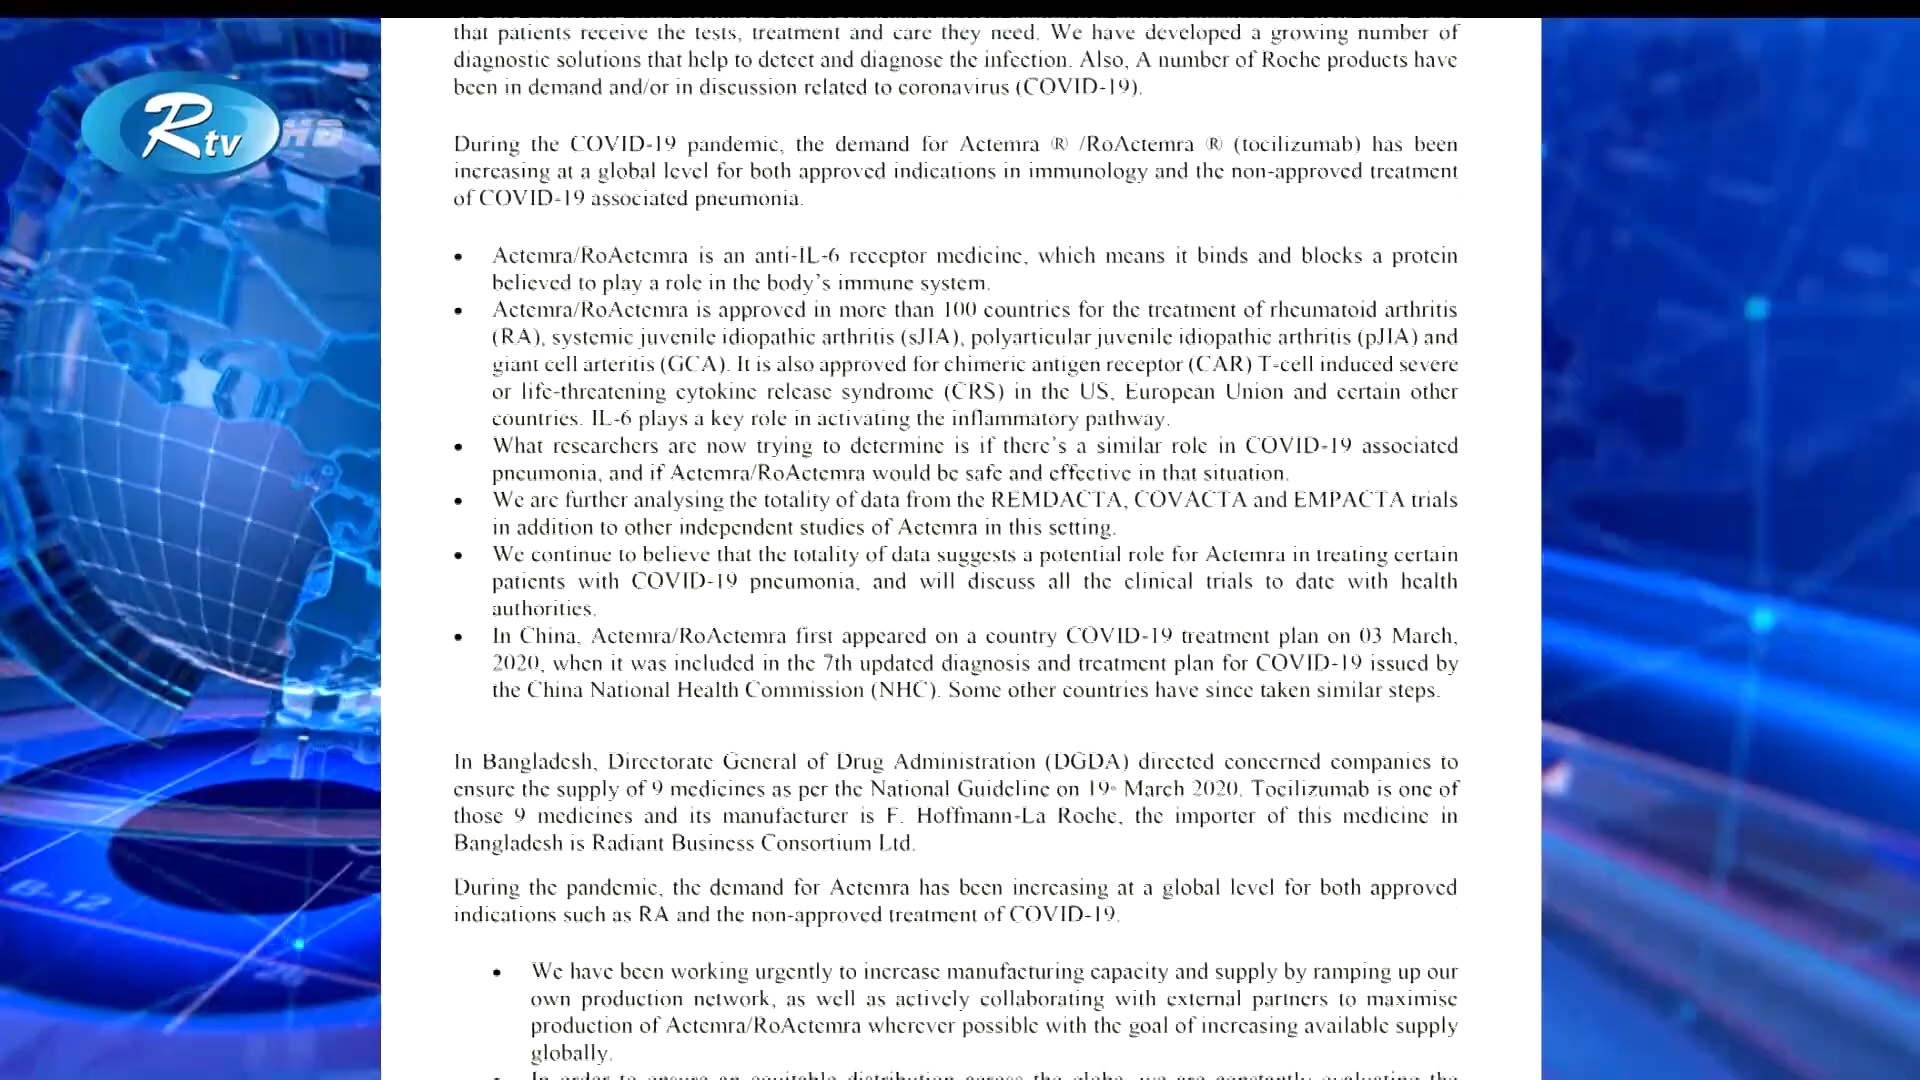 that patients receive the tests, treatment and care they need. We have developed a growing number of
diagnostic solutions that help to detect and diagnose the infection. Also, A number of Roche products have
been in demand and/or in discussion related to coronavirus (COVID-19).
Rtv HD
During the COVID-19 pandemic, the demand for Actemra ® /RoActemra ® (tocilizumab) has been
increasing at a global level for both approved indications in immunology and the non-approved treatment
of COVID-19 associated pneumonia.
• Actemra/RoActemra is an anti-IL-6 receptor medicine, which means it binds and blocks a protein
believed to play a role in the body's immune system.
• Actemra/RoActemra is approved in more than 100 countries for the treatment of rheumatoid arthritis
(RA), systemic juvenile idiopathic arthritis (sJIA), polyarticular juvenile idiopathic arthritis (pJIA) and
giant cell arteritis (GCA). It is also approved for chimeric antigen receptor (CAR) T-cell induced severe
or life-threatening cytokine release syndrome (CRS) in the US, European Union and certain other
countries. IL-6 plays a key role in activating the inflammatory pathway.
• What researchers are now trying to determine is if there's a similar role in COVID-19 associated
pneumonia, and if Actemra/RoActemra would be safe and effective in that situation.
• We are further analysing the totality of data from the REMDACTA, COVACTA and EMPACTA trials
in addition to other independent studies of Actemra in this setting.
• We continue to believe that the totality of data suggests a potential role for Actemra in treating certain
patients with COVID-19 pneumonia, and will discuss all the clinical trials to date with health
authorities.
• In China, Actemra/RoActemra first appeared on a country COVID-19 treatment plan on 03 March,
2020, when it was included in the 7th updated diagnosis and treatment plan for COVID-19 issued by
the China National Health Commission (NHC). Some other countries have since taken similar steps.
In Bangladesh, Directorate General of Drug Administration (DGDA) directed concerned companies to
ensure the supply of 9 medicines as per the National Guideline on 19 March 2020. Tocilizumab is one of
those 9 medicines and its manufacturer is F. Hoffmann-La Roche, the importer of this medicine in
Bangladesh is Radiant Business Consortium Ltd.
During the pandemic, the demand for Actemra has been increasing at a global level for both approved
indications such as RA and the non-approved treatment of COVID-19.
B-12
• We have been working urgently to increase manufacturing capacity and supply by ramping up our
own production network, as well as actively collaborating with external partners to maximise
production of Actemra/RoActemra wherever possible with the goal of increasing available supply
globally.
• In order to ensure an equitable distribution across the globe, we are constantly evaluating the